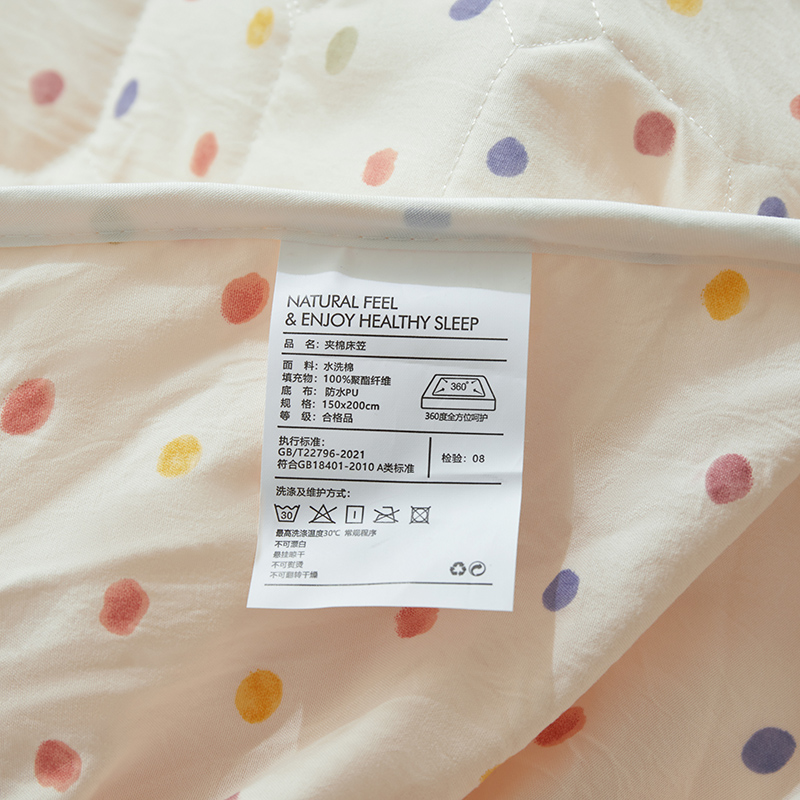 NATURAL FEEL
& ENJOY HEALTHY SLEEP
品 名：夹棉床笠
面 料：水洗棉
填充物：100%聚酯纤维
底 布：防水PU
规 格：150x200cm
等 级：合格品
360°
360度全方位呵护
执行标准：
GB/T22796-2021
符合GB18401-2010 A类标准
检验：08
洗涤及维护方式：
30
最高洗涤温度30℃ 常规程序
不可漂白
悬挂晾干
不可熨烫
不可翻转干燥